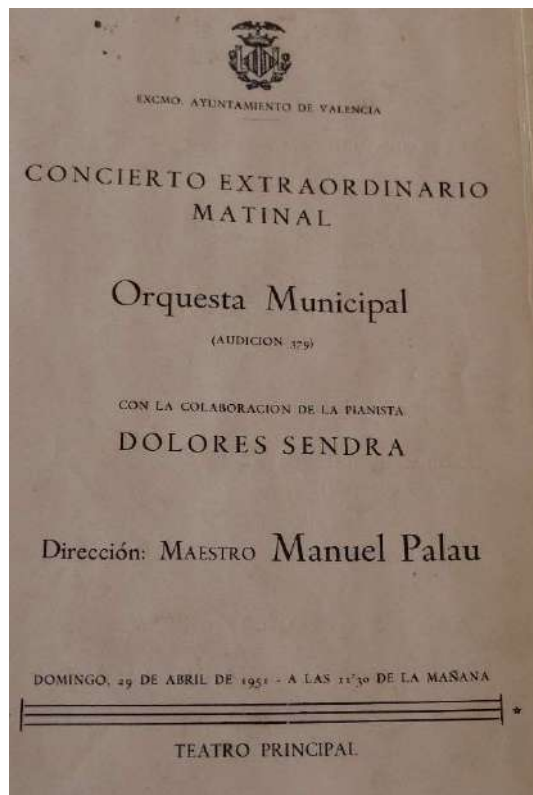 EXCMO. AYUNTAMIENTO DE VALENCIA
CONCIERTO EXTRAORDINARIO
MATINAL
Orquesta Municipal
(AUDICION 379)
CON LA COLABORACION DE LA PIANISTA
DOLORES SENDRA
Dirección: MAESTRO Manuel Palau
DOMINGO, 29 DE ABRIL DE 1951 - A LAS 11'30 DE LA MAÑANA
TEATRO PRINCIPAL